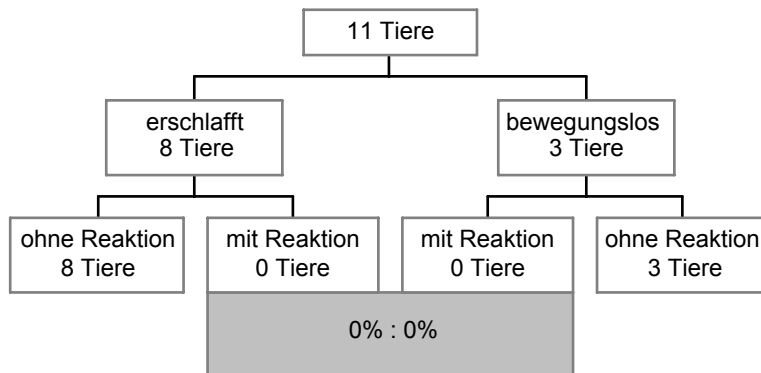 11 Tiere
erschlafft
8 Tiere
bewegungslos
3 Tiere
ohne Reaktion
8 Tiere
mit Reaktion
0 Tiere
mit Reaktion
0 Tiere
ohne Reaktion
3 Tiere
0% : 0%